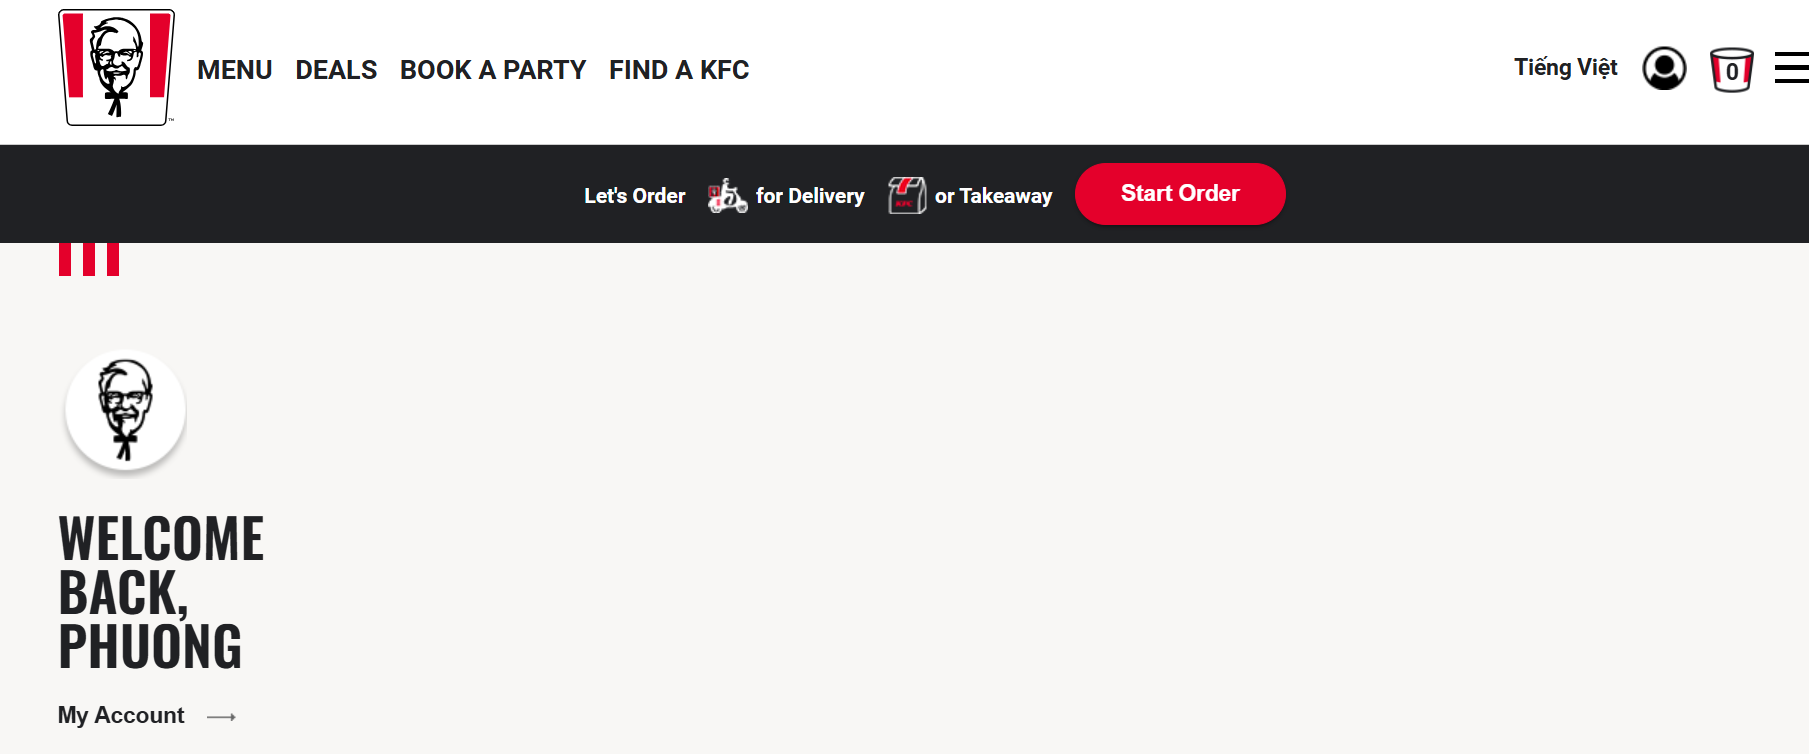 MENU DEALS BOOK A PARTY FIND A KFC
Tiếng Việt
0
Let's Order for Delivery or Takeaway Start Order
KFC
WELCOME
BACK,
PHUONG
My Account